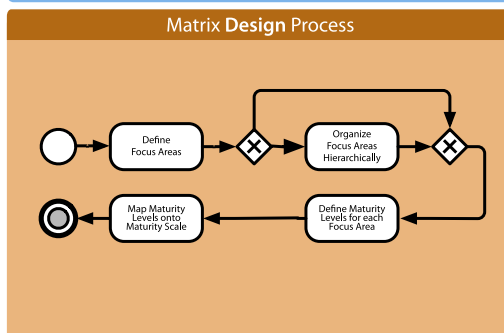 Matrix Design Process
Define
Focus Areas
Organize
Focus Areas
Hierarchically
Define Maturity
Levels for each
Focus Area
Map Maturity
Levels onto
Maturity Scale